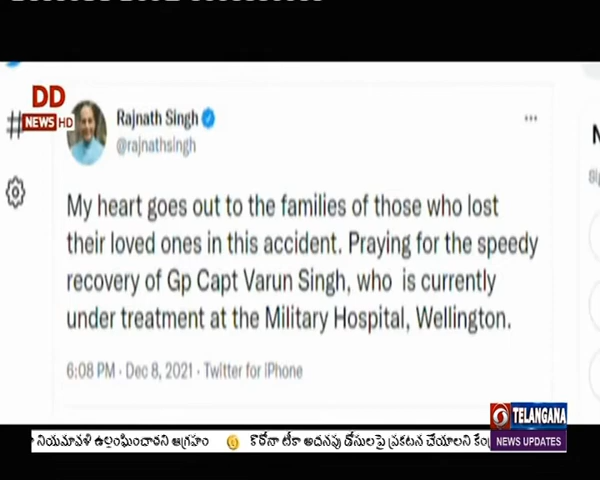 DD
NEWS HD
Rajnath Singh
@rajnathsingh
My heart goes out to the families of those who lost
their loved ones in this accident. Praying for the speedy
recovery of Gp Capt Varun Singh, who is currently
under treatment at the Military Hospital, Wellington.
6:08 PM · Dec 8, 2021 · Twitter for iPhone
TELANGANA
NEWS UPDATES
నియమావళి ఉల్లంఘించారని ఆగ్రహం
కొరోనా టీకా అదనపు డోసులపై ప్రకటన చేయాలని